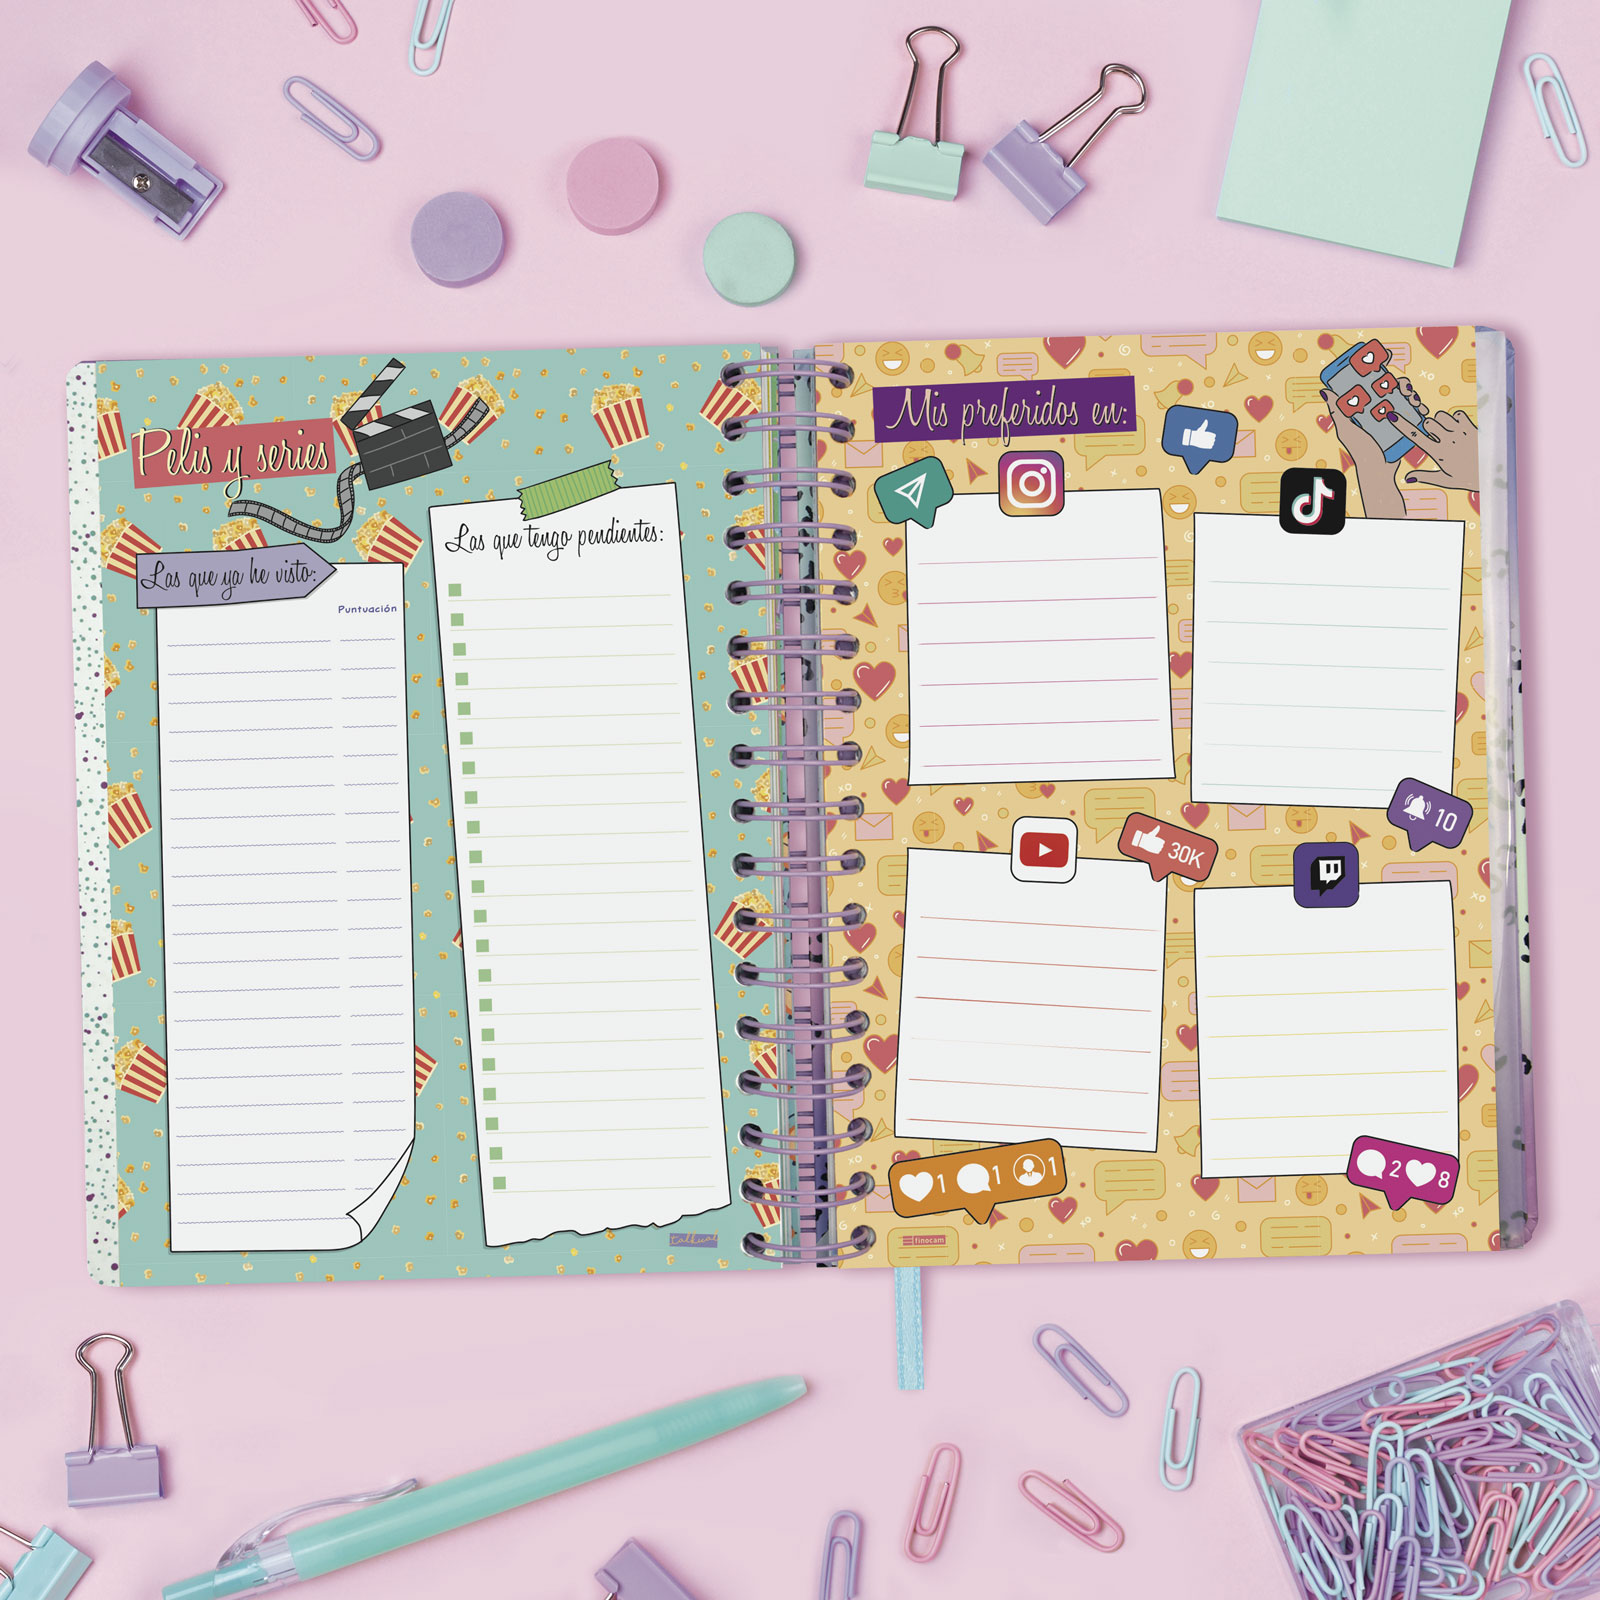 Pelis y series
Las que ya he visto:
Puntuación
Las que tengo pendientes:
talkual
Mis preferidos en:
10
30K
1 1 1
2 8
finocam